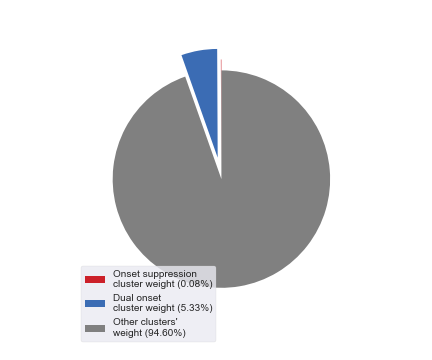 Onset suppression
cluster weight (0.08%)
Dual onset
cluster weight (5.33%)
Other clusters'
weight (94.60%)